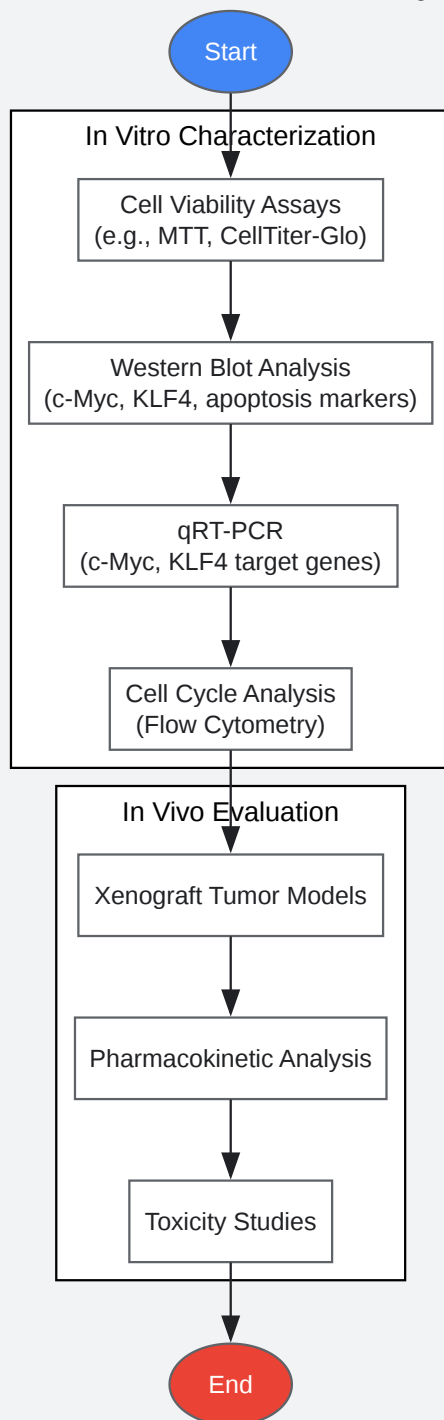 Start
In Vitro Characterization
Cell Viability Assays
(e.g., MTT, CellTiter-Glo)
Western Blot Analysis
(c-Myc, KLF4, apoptosis markers)
qRT-PCR
(c-Myc, KLF4 target genes)
Cell Cycle Analysis
(Flow Cytometry)
In Vivo Evaluation
Xenograft Tumor Models
Pharmacokinetic Analysis
Toxicity Studies
End